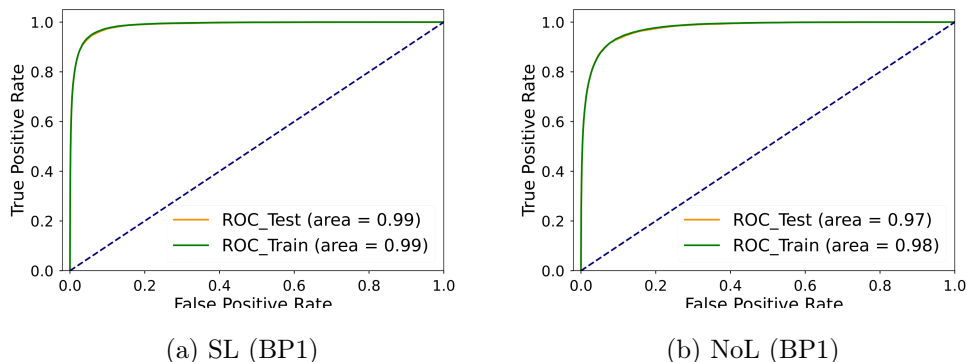 True Positive Rate
1.0
0.8
0.6
0.4
0.2
0.0
ROC_Test (area = 0.99)
ROC_Train (area = 0.99)
0.0 0.2 0.4 0.6 0.8 1.0
False Positive Rate
(a) SL (BP1)
True Positive Rate
1.0
0.8
0.6
0.4
0.2
0.0
ROC_Test (area = 0.97)
ROC_Train (area = 0.98)
0.0 0.2 0.4 0.6 0.8 1.0
False Positive Rate
(b) NoL (BP1)